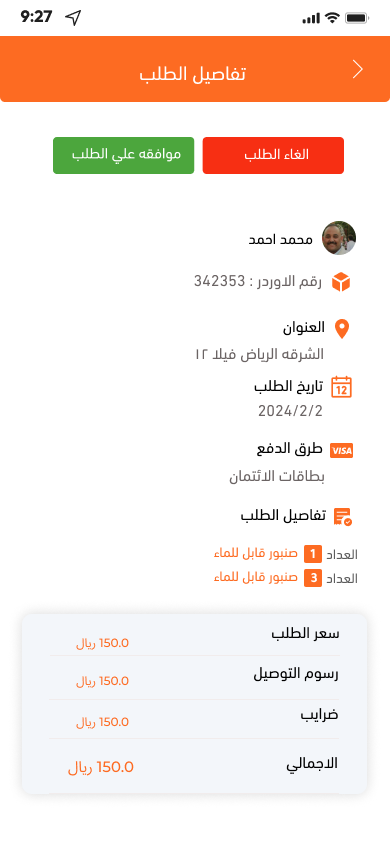 9:27
تفاصيل الطلب
الغاء الطلب
موافقه علي الطلب
محمد احمد
رقم الاوردر : 342353
العنوان
الشرقه الرياض فيلا ١٢
تاريخ الطلب
12
2024/2/2
طرق الدفع
VISA
بطاقات الائتمان
تفاصيل الطلب
العداد 1 صنبور قابل للماء
العداد 3 صنبور قابل للماء
سعر الطلب 150.0 ريال
رسوم التوصيل 150.0 ريال
ضرايب 150.0 ريال
الاجمالي 150.0 ريال